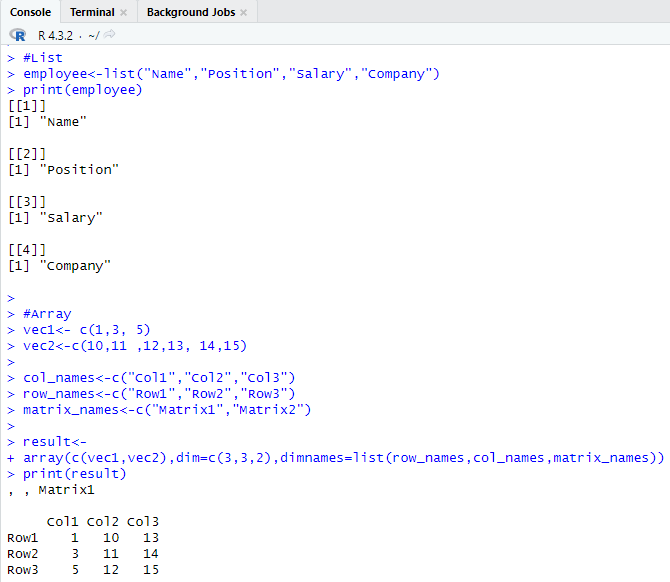 Console Terminal × Background Jobs ×
R R 4.3.2 · ~/
>
> #List
> employee<-list("Name","Position","Salary","Company")
> print(employee)
[[1]]
[1] "Name"

[[2]]
[1] "Position"

[[3]]
[1] "Salary"

[[4]]
[1] "Company"

>
> #Array
> vec1<- c(1,3, 5)
> vec2<-c(10,11 ,12,13, 14,15)
>
> col_names<-c("Col1","Col2","Col3")
> row_names<-c("Row1","Row2","Row3")
> matrix_names<-c("Matrix1","Matrix2")
>
> result<-
+ array(c(vec1,vec2),dim=c(3,3,2),dimnames=list(row_names,col_names,matrix_names))
> print(result)
, , Matrix1

     Col1 Col2 Col3
Row1    1   10   13
Row2    3   11   14
Row3    5   12   15